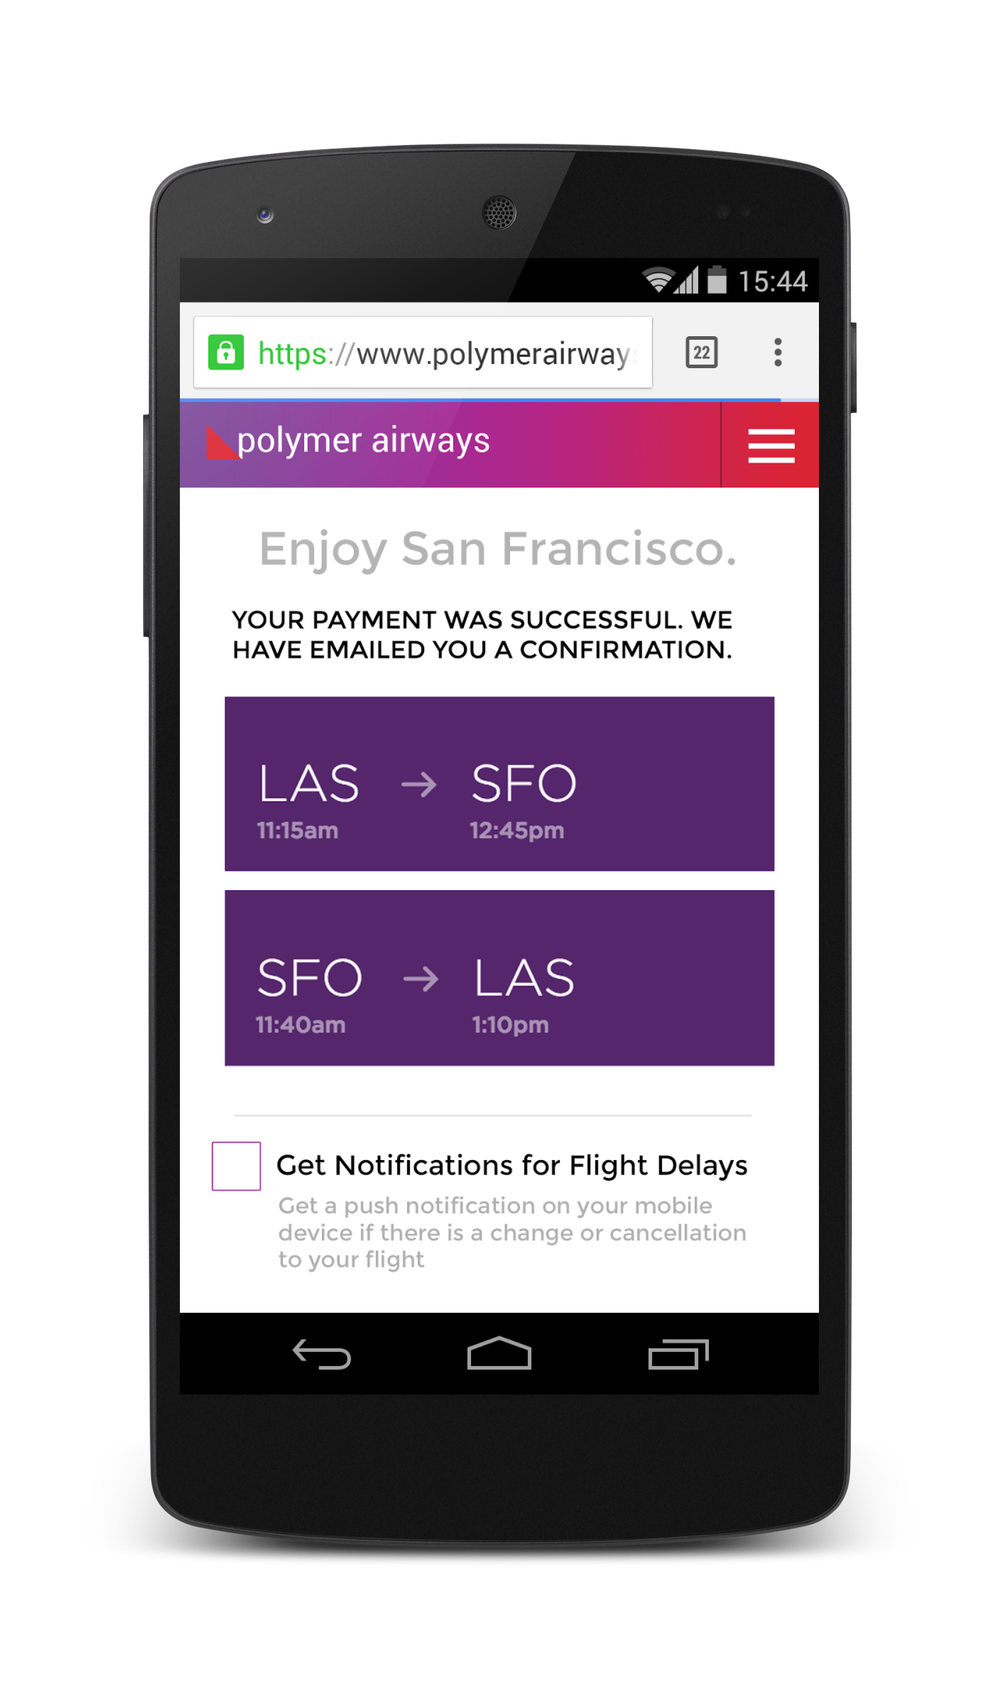 15:44
https://www.polymerairways
22
polymer airways
Enjoy San Francisco.
YOUR PAYMENT WAS SUCCESSFUL. WE
HAVE EMAILED YOU A CONFIRMATION.
LAS → SFO
11:15am 12:45pm
SFO → LAS
11:40am 1:10pm
Get Notifications for Flight Delays
Get a push notification on your mobile
device if there is a change or cancellation
to your flight